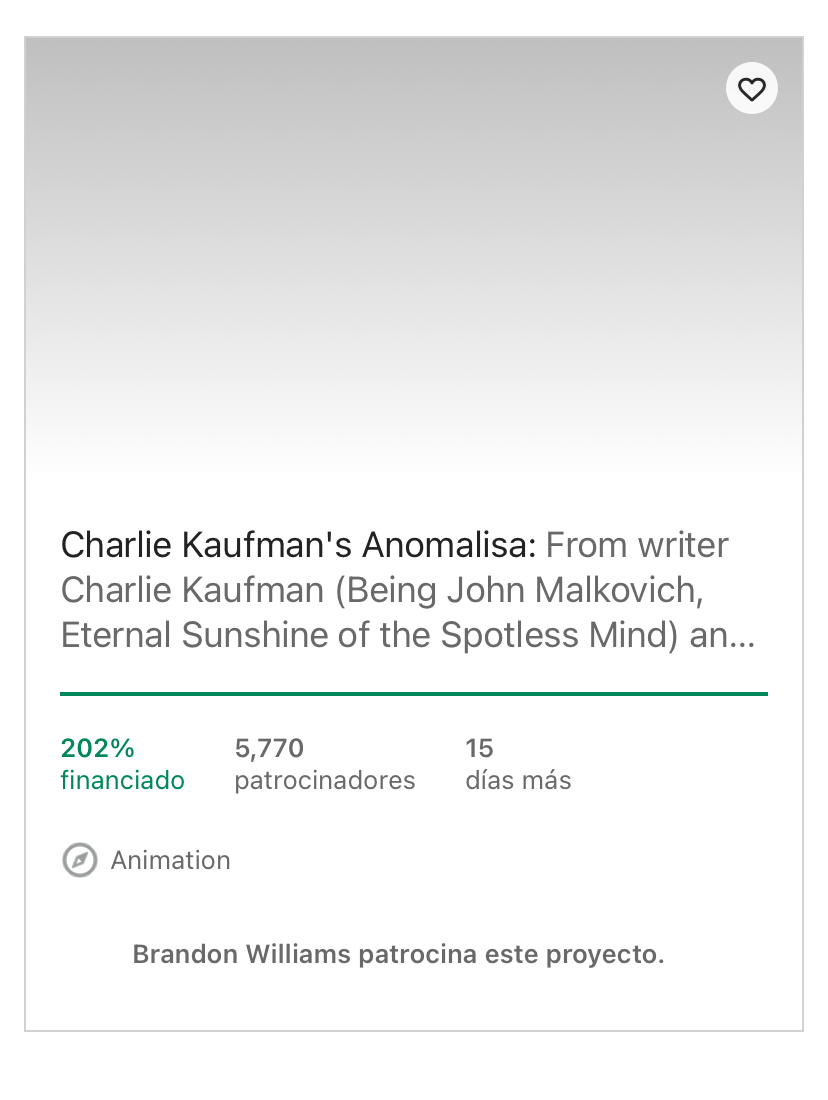 Charlie Kaufman's Anomalisa: From writer
Charlie Kaufman (Being John Malkovich,
Eternal Sunshine of the Spotless Mind) an...
202% 5,770 15
financiado patrocinadores días más
Animation
Brandon Williams patrocina este proyecto.